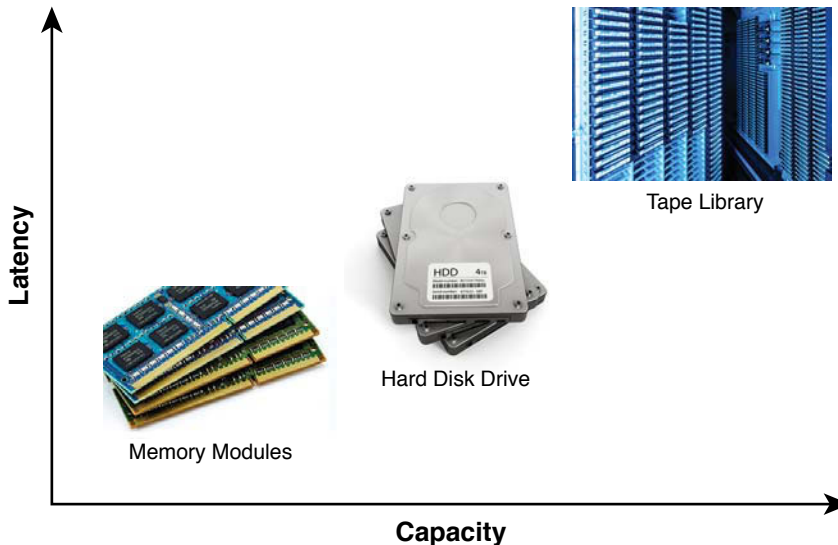 Latency
Tape Library
HDD 4TB
Hard Disk Drive
Memory Modules
Capacity